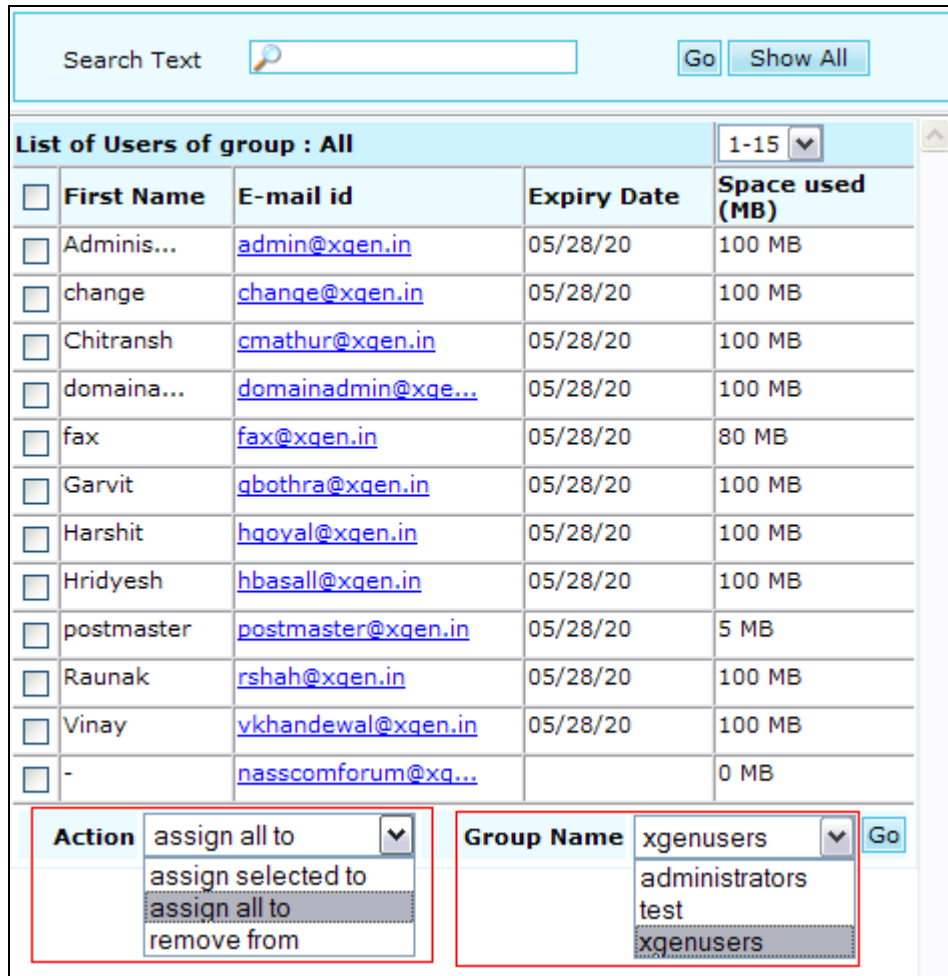 Search Text Go Show All
List of Users of group : All 1-15
First Name E-mail id Expiry Date Space used (MB)
Adminis... admin@xgen.in 05/28/20 100 MB
change change@xgen.in 05/28/20 100 MB
Chitransh cmathur@xgen.in 05/28/20 100 MB
domaina... domainadmin@xge... 05/28/20 100 MB
fax fax@xgen.in 05/28/20 80 MB
Garvit gbothra@xgen.in 05/28/20 100 MB
Harshit hgoyal@xgen.in 05/28/20 100 MB
Hridyesh hbasall@xgen.in 05/28/20 100 MB
postmaster postmaster@xgen.in 05/28/20 5 MB
Raunak rshah@xgen.in 05/28/20 100 MB
Vinay vkhandewal@xgen.in 05/28/20 100 MB
- nasscomforum@xg... 0 MB
Action assign all to Group Name xgenusers Go
assign selected to administrators
assign all to test
remove from xgenusers